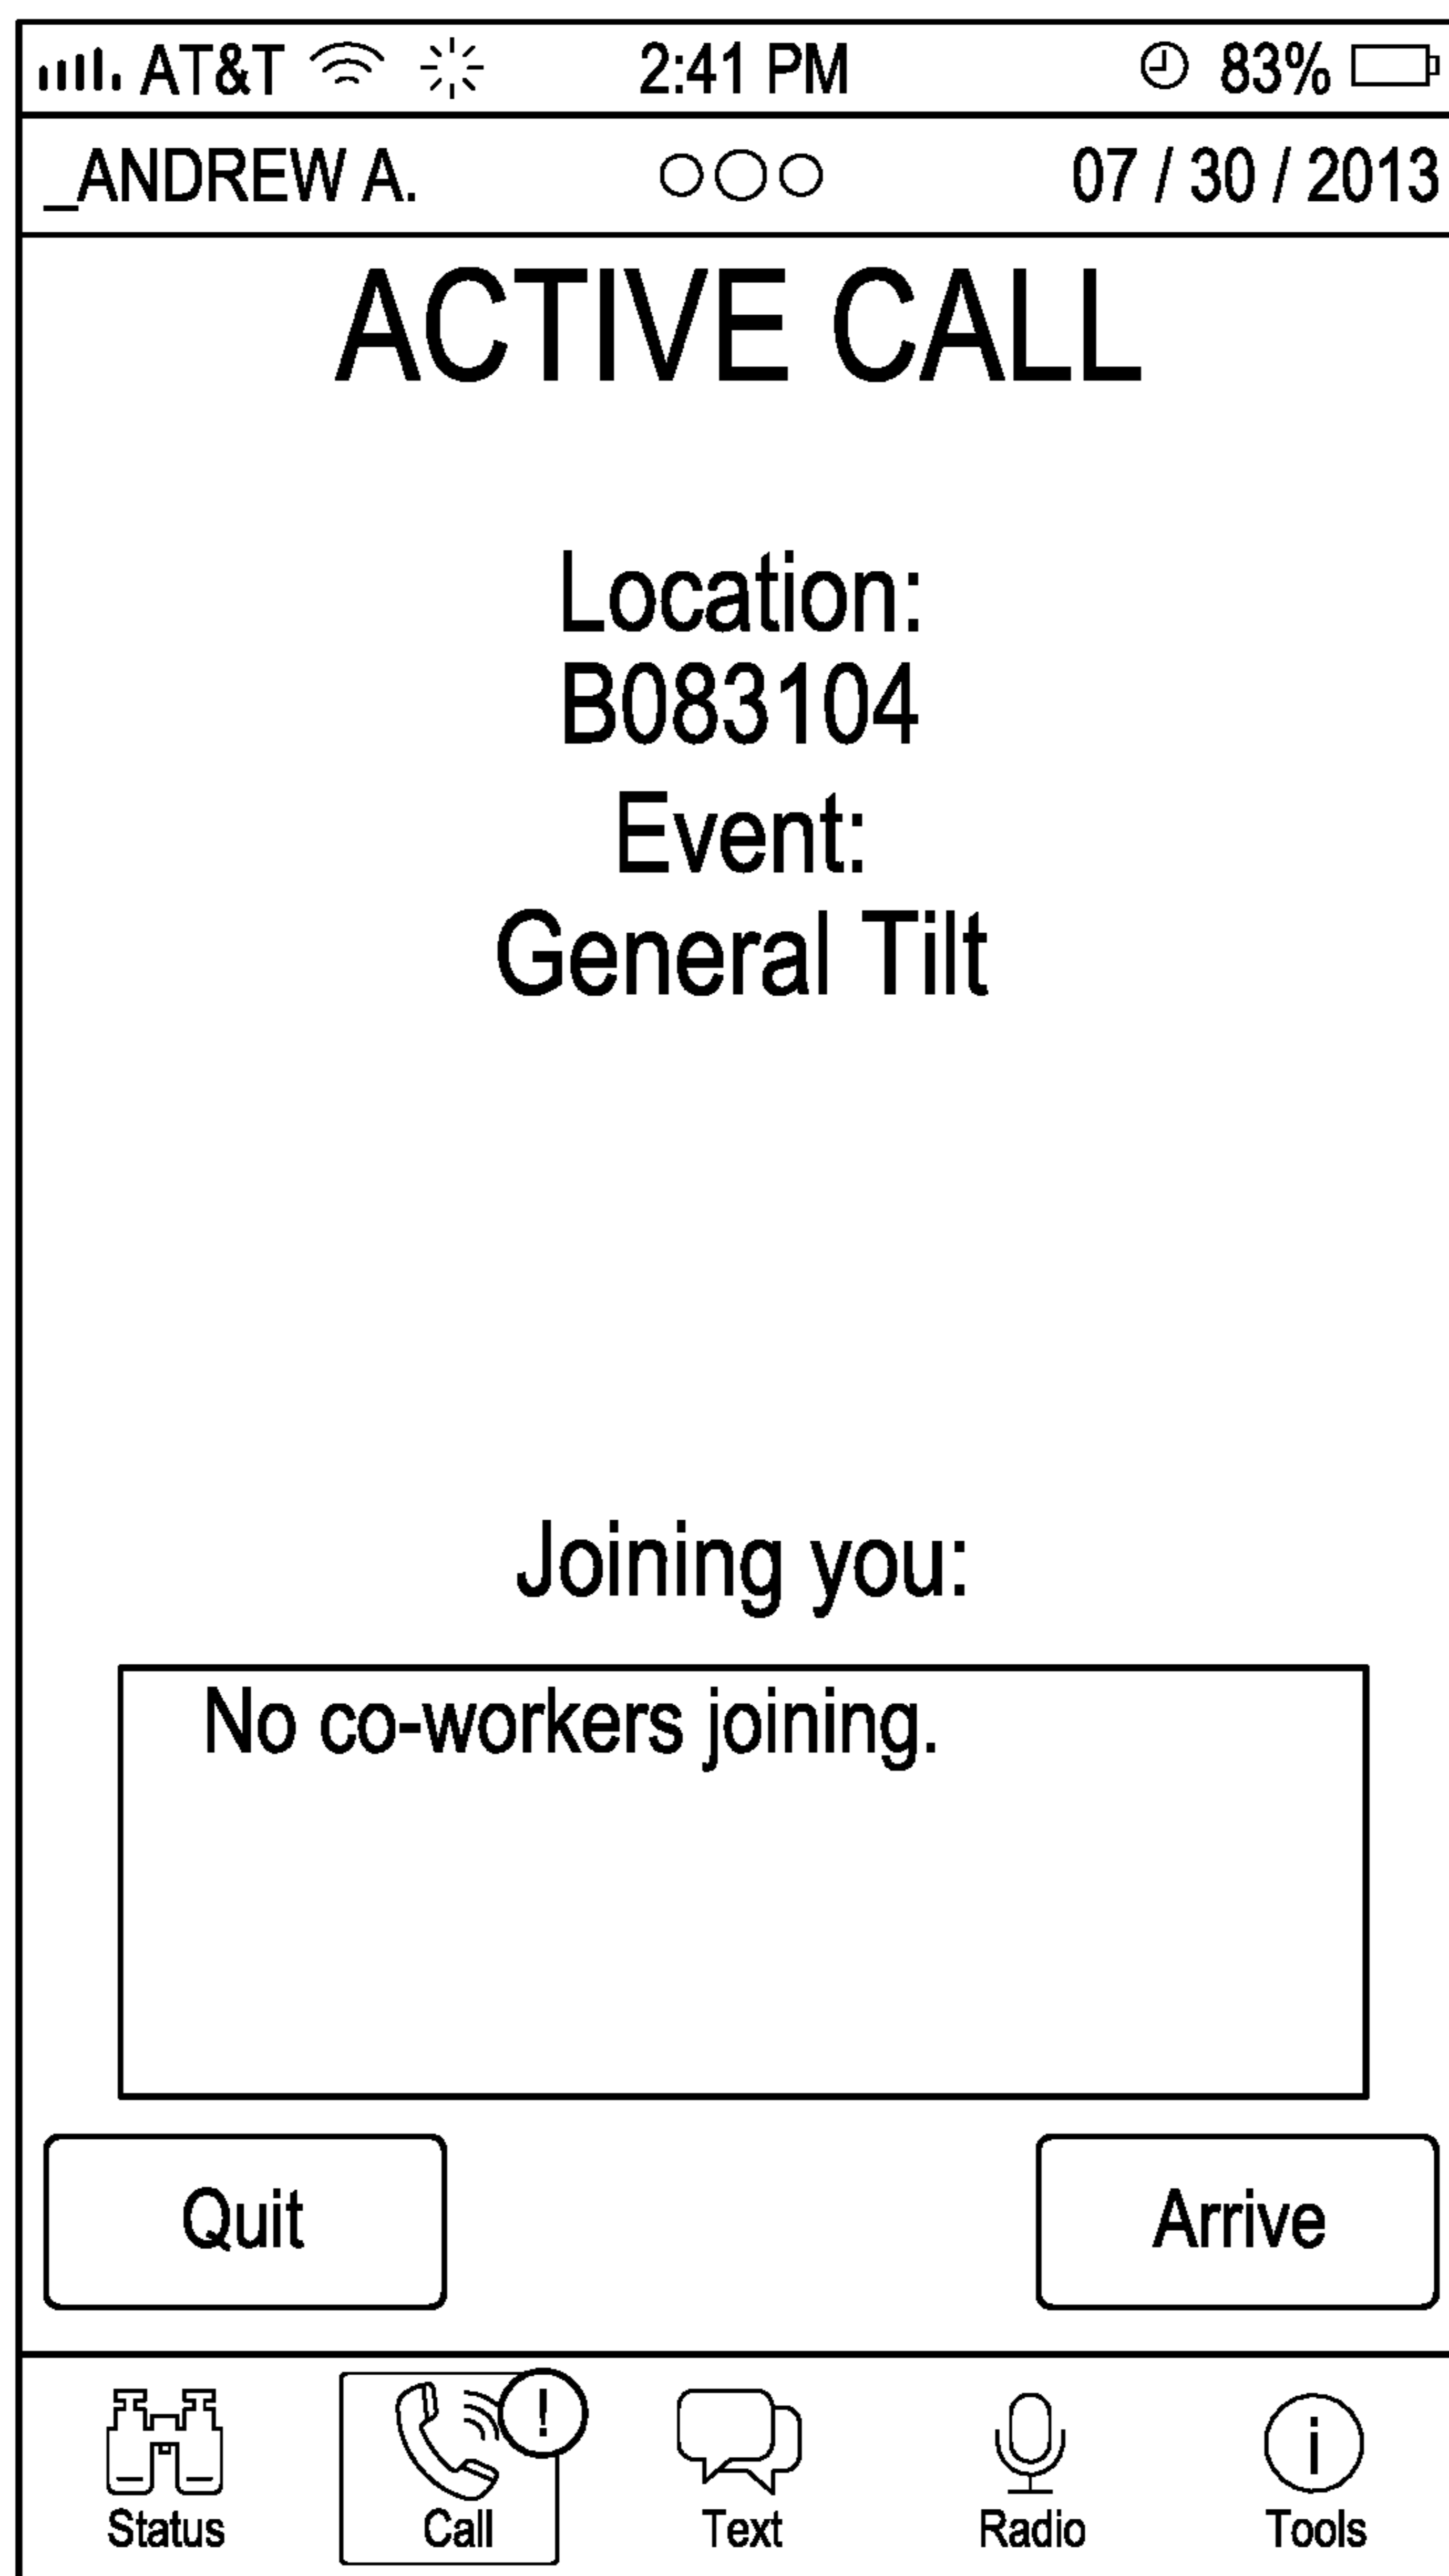 AT&T 2:41 PM 83%
_ANDREW A. 07 / 30 / 2013
ACTIVE CALL
Location:
B083104
Event:
General Tilt
Joining you:
No co-workers joining.
Quit Arrive
!
i
Status Call Text Radio Tools